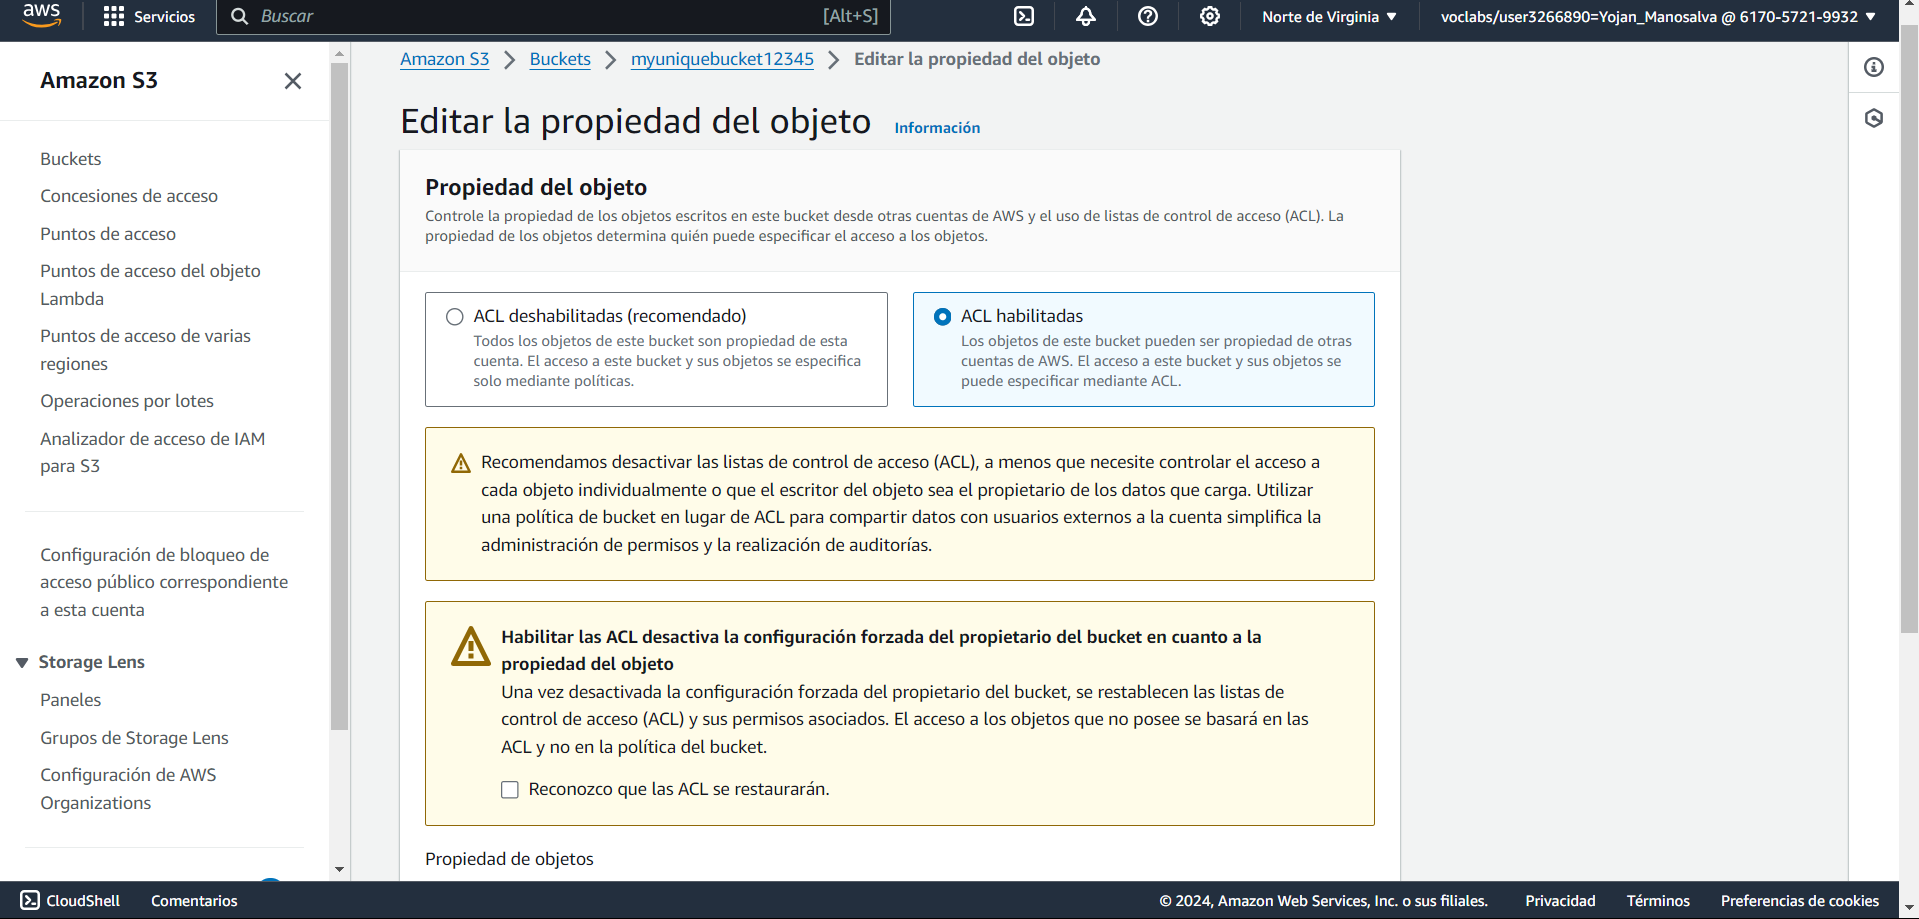 aws
Servicios
Buscar
[Alt+S]
Norte de Virginia
voclabs/user3266890=Yojan_Manosalva @ 6170-5721-9932
Amazon S3
Buckets
Concesiones de acceso
Puntos de acceso
Puntos de acceso del objeto
Lambda
Puntos de acceso de varias
regiones
Operaciones por lotes
Analizador de acceso de IAM
para S3
Configuración de bloqueo de
acceso público correspondiente
a esta cuenta
Storage Lens
Paneles
Grupos de Storage Lens
Configuración de AWS
Organizations
Amazon S3
Buckets
myuniquebucket12345
Editar la propiedad del objeto
Editar la propiedad del objeto
Información
Propiedad del objeto
Controle la propiedad de los objetos escritos en este bucket desde otras cuentas de AWS y el uso de listas de control de acceso (ACL). La
propiedad de los objetos determina quién puede especificar el acceso a los objetos.
ACL deshabilitadas (recomendado)
Todos los objetos de este bucket son propiedad de esta
cuenta. El acceso a este bucket y sus objetos se especifica
solo mediante políticas.
ACL habilitadas
Los objetos de este bucket pueden ser propiedad de otras
cuentas de AWS. El acceso a este bucket y sus objetos se
puede especificar mediante ACL.
Recomendamos desactivar las listas de control de acceso (ACL), a menos que necesite controlar el acceso a
cada objeto individualmente o que el escritor del objeto sea el propietario de los datos que carga. Utilizar
una política de bucket en lugar de ACL para compartir datos con usuarios externos a la cuenta simplifica la
administración de permisos y la realización de auditorías.
Habilitar las ACL desactiva la configuración forzada del propietario del bucket en cuanto a la
propiedad del objeto
Una vez desactivada la configuración forzada del propietario del bucket, se restablecen las listas de
control de acceso (ACL) y sus permisos asociados. El acceso a los objetos que no posee se basará en las
ACL y no en la política del bucket.
Reconozco que las ACL se restaurarán.
Propiedad de objetos
CloudShell
Comentarios
© 2024, Amazon Web Services, Inc. o sus filiales.
Privacidad
Términos
Preferencias de cookies